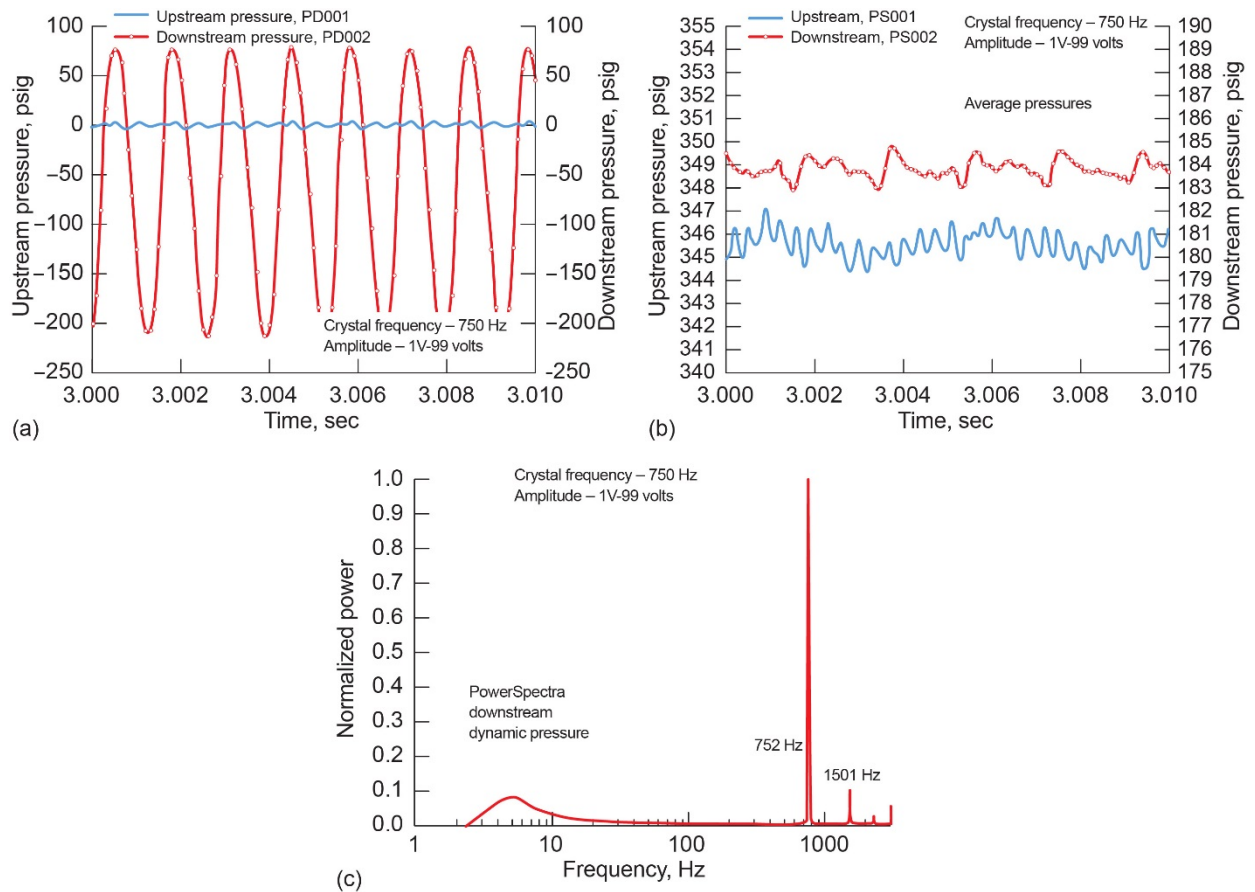 Upstream pressure, PD001
Downstream pressure, PD002
Upstream pressure, psig
100
50
0
–50
–100
–150
–200
–250
100
50
0
–50
–100
–150
–200
–250
Downstream pressure, psig
Crystal frequency – 750 Hz
Amplitude – 1V-99 volts
3.000 3.002 3.004 3.006 3.008 3.010
Time, sec
(a)
Upstream, PS001
Downstream, PS002
Crystal frequency – 750 Hz
Amplitude – 1V-99 volts
Average pressures
Upstream pressure, psig
355
354
353
352
351
350
349
348
347
346
345
344
343
342
341
340
190
189
188
187
186
185
184
183
182
181
180
179
178
177
176
175
Downstream pressure, psig
3.000 3.002 3.004 3.006 3.008 3.010
Time, sec
(b)
Crystal frequency – 750 Hz
Amplitude – 1V-99 volts
Normalized power
1.0
0.9
0.8
0.7
0.6
0.5
0.4
0.3
0.2
0.1
0.0
PowerSpectra
downstream
dynamic pressure
752 Hz
1501 Hz
1 10 100 1000
Frequency, Hz
(c)